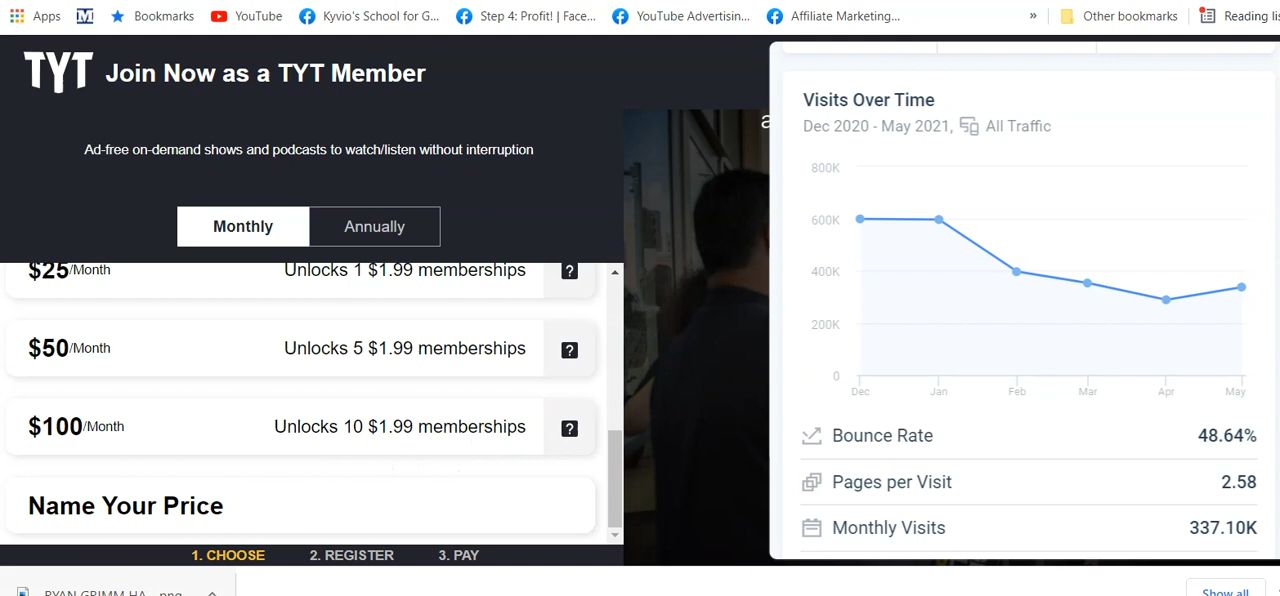 Apps
M
Bookmarks
YouTube
Kyvio's School for G...
Step 4: Profit! | Face...
YouTube Advertisin...
Affiliate Marketing...
»
Other bookmarks
TYT Join Now as a TYT Member
Ad-free on-demand shows and podcasts to watch/listen without interruption
Monthly
Annually
$25/Month Unlocks 1 $1.99 memberships ?
$50/Month Unlocks 5 $1.99 memberships ?
$100/Month Unlocks 10 $1.99 memberships ?
Name Your Price
1. CHOOSE 2. REGISTER 3. PAY
a
Visits Over Time
Dec 2020 - May 2021, All Traffic
800K
600K
400K
200K
0
Dec Jan Feb Mar Apr May
Bounce Rate 48.64%
Pages per Visit 2.58
Monthly Visits 337.10K
RYAN GRIMM HA....png
Show all